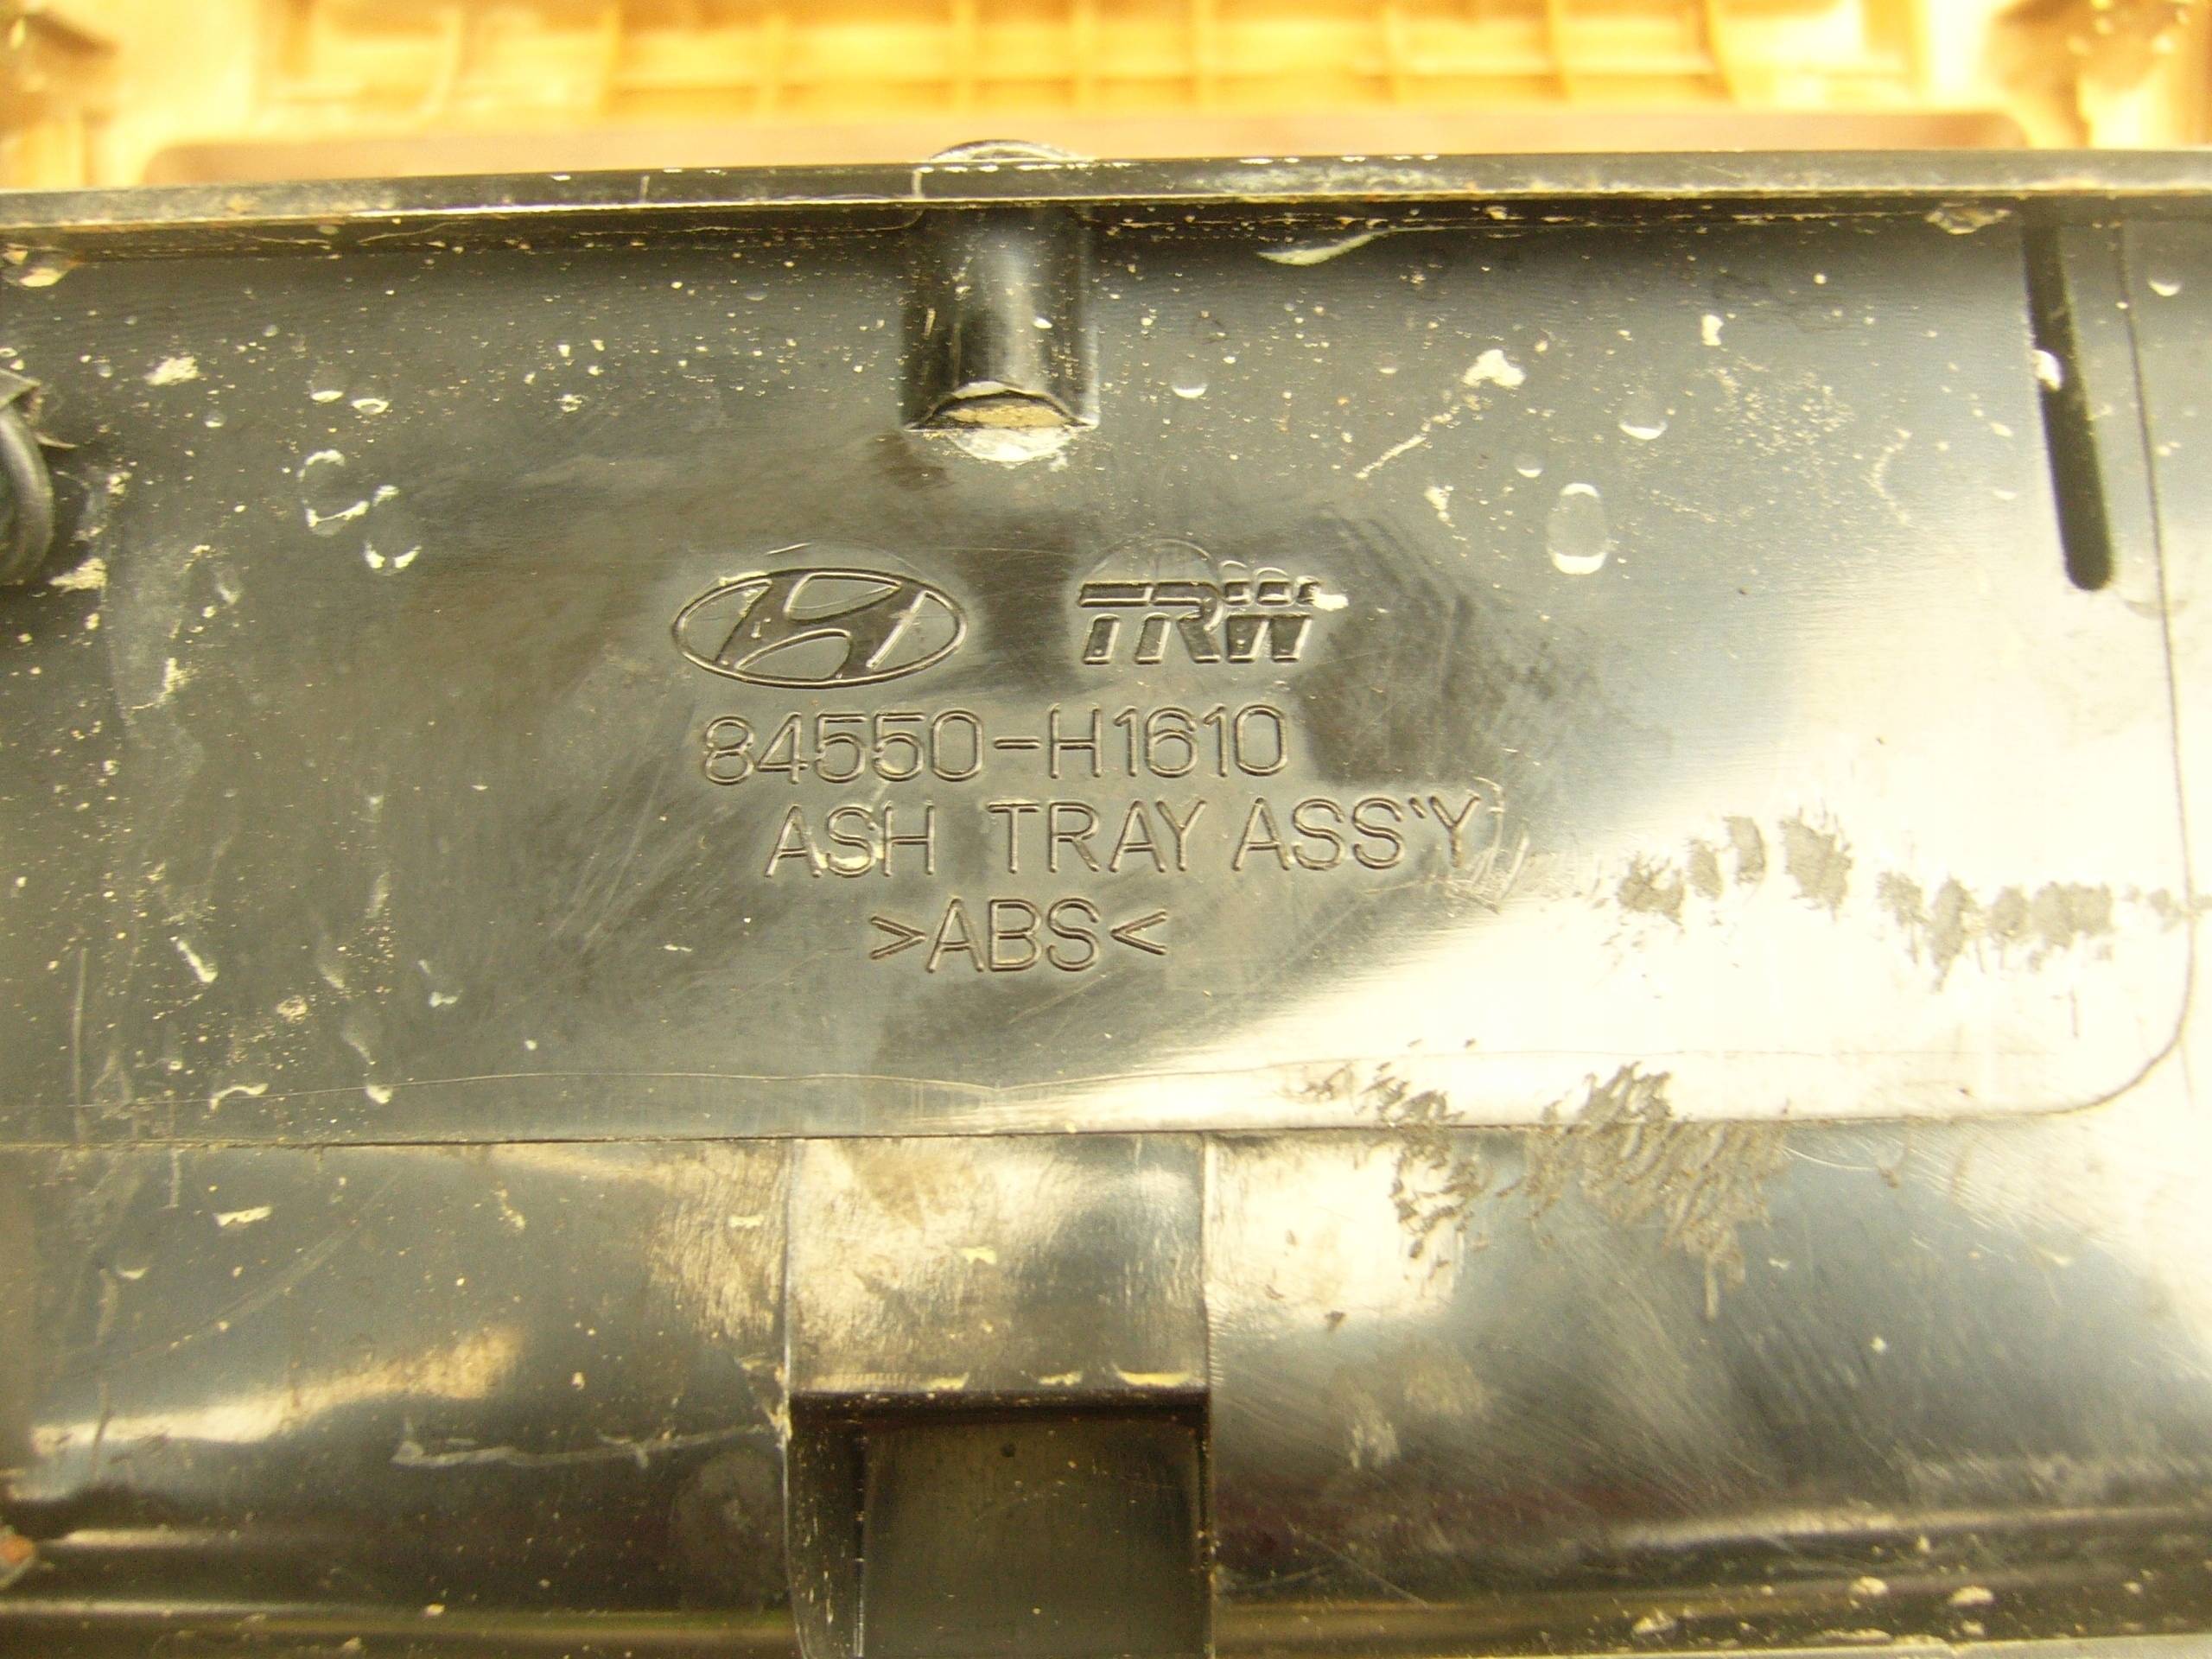 TRW
84550-H1610
ASH TRAY ASS'Y
>ABS<